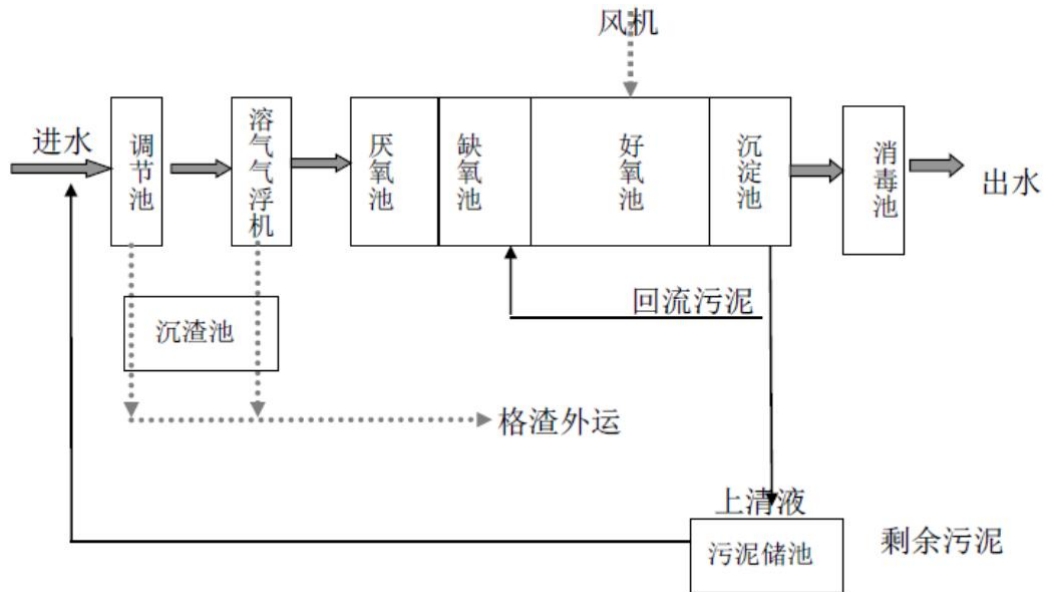 风机
进水
调节池
溶气气浮机
厌氧池
缺氧池
好氧池
沉淀池
消毒池
出水
回流污泥
沉渣池
格渣外运
上清液
污泥储池
剩余污泥